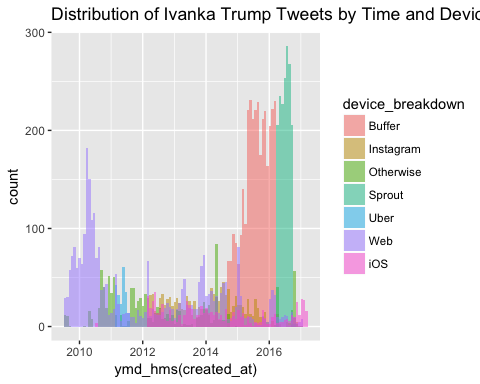 Distribution of Ivanka Trump Tweets by Time and Devic
300
200
100
0
count
2010 2012 2014 2016
ymd_hms(created_at)
device_breakdown
Buffer
Instagram
Otherwise
Sprout
Uber
Web
iOS